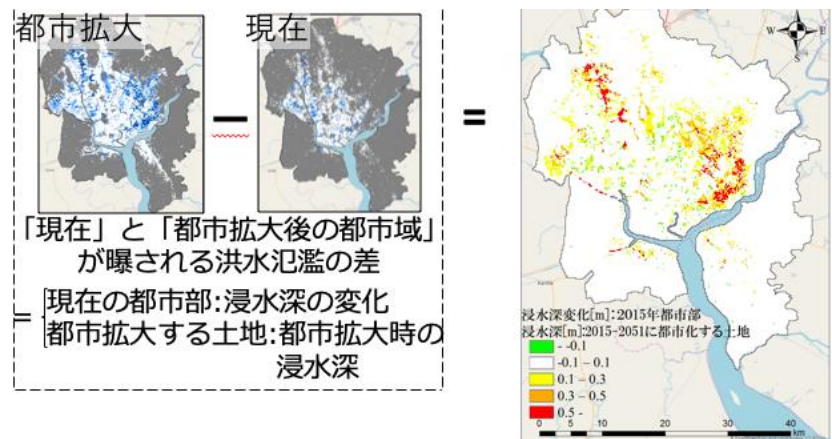 都市拡大
現在
=
「現在」と「都市拡大後の都市域」
が曝される洪水氾濫の差
=
現在の都市部:浸水深の変化
都市拡大する土地:都市拡大時の
浸水深
N
W
E
S
浸水深変化[m]:2015年都市部
浸水深[m]:2015-2051に都市化する土地
- -0.1
-0.1 – 0.1
0.1 – 0.3
0.3 – 0.5
0.5 -
0 5 10 20 30 40
km